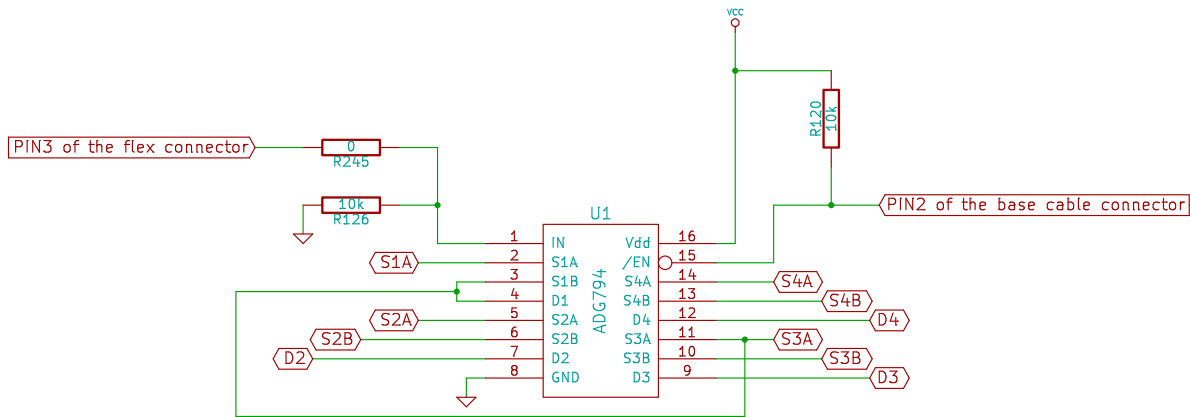 VCC
R120
10k
PIN3 of the flex connector
0
R245
10k
R126
PIN2 of the base cable connector
U1
ADG794
1 IN Vdd 16
S1A 2 S1A /EN 15
3 S1B S4A 14 S4A
4 D1 S4B 13 S4B
S2A 5 S2A D4 12 D4
S2B 6 S2B S3A 11 S3A
D2 7 D2 S3B 10 S3B
8 GND D3 9 D3